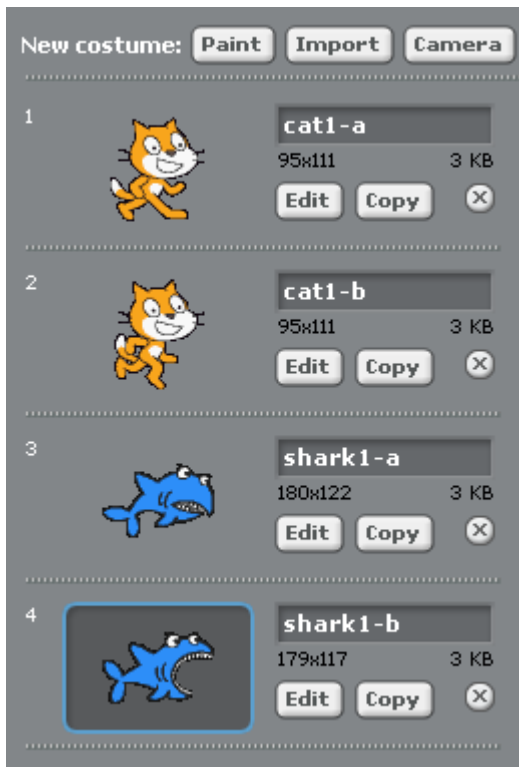 New costume: Paint Import Camera
1
cat1-a
95x111 3 KB
Edit Copy
2
cat1-b
95x111 3 KB
Edit Copy
3
shark1-a
180x122 3 KB
Edit Copy
4
shark1-b
179x117 3 KB
Edit Copy